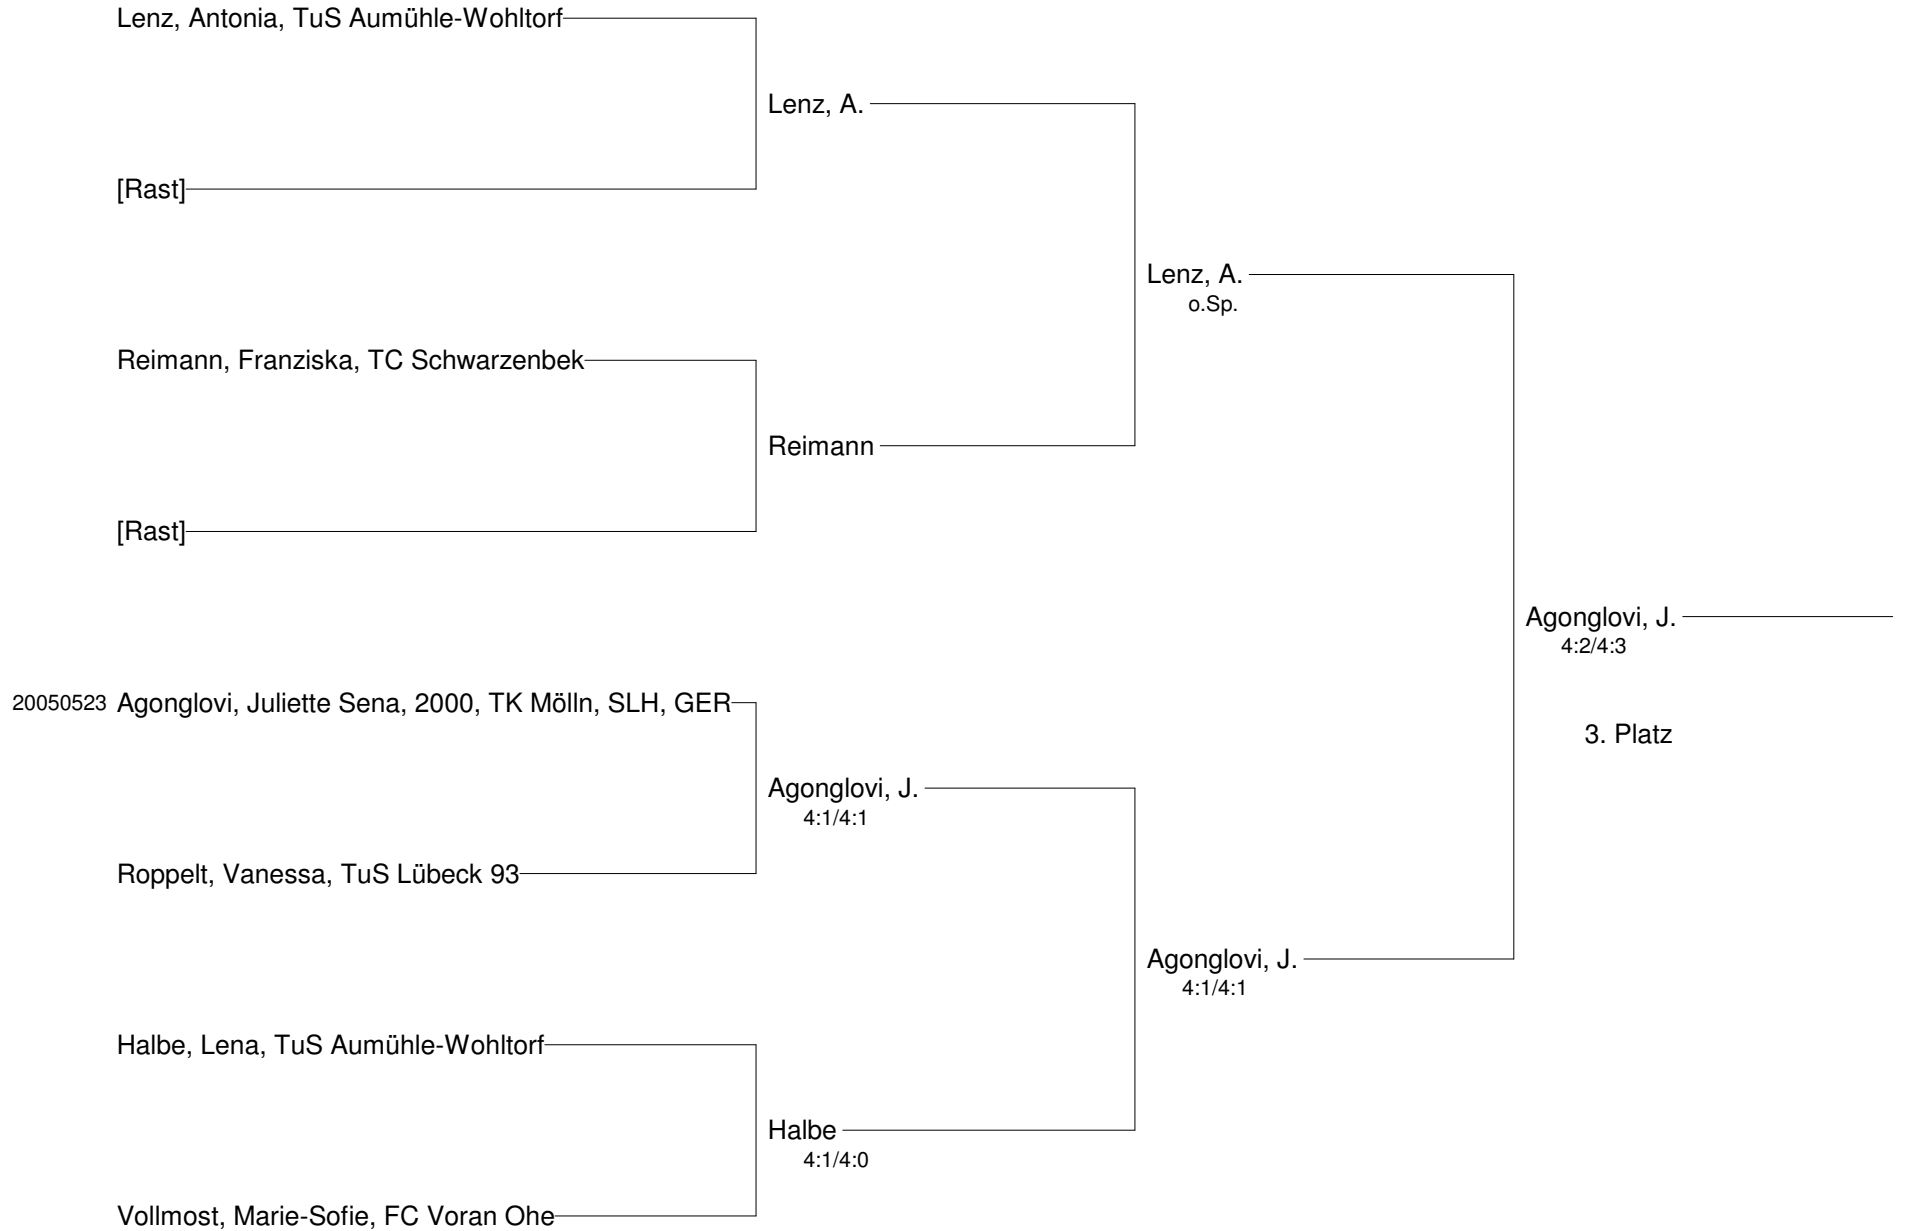 Lenz, Antonia, TuS Aumühle-Wohltorf
Lenz, A.
[Rast]
Lenz, A.
o.Sp.
Reimann, Franziska, TC Schwarzenbek
Reimann
[Rast]
Agonglovi, J.
4:2/4:3
20050523 Agonglovi, Juliette Sena, 2000, TK Mölln, SLH, GER
3. Platz
Agonglovi, J.
4:1/4:1
Roppelt, Vanessa, TuS Lübeck 93
Agonglovi, J.
4:1/4:1
Halbe, Lena, TuS Aumühle-Wohltorf
Halbe
4:1/4:0
Vollmost, Marie-Sofie, FC Voran Ohe